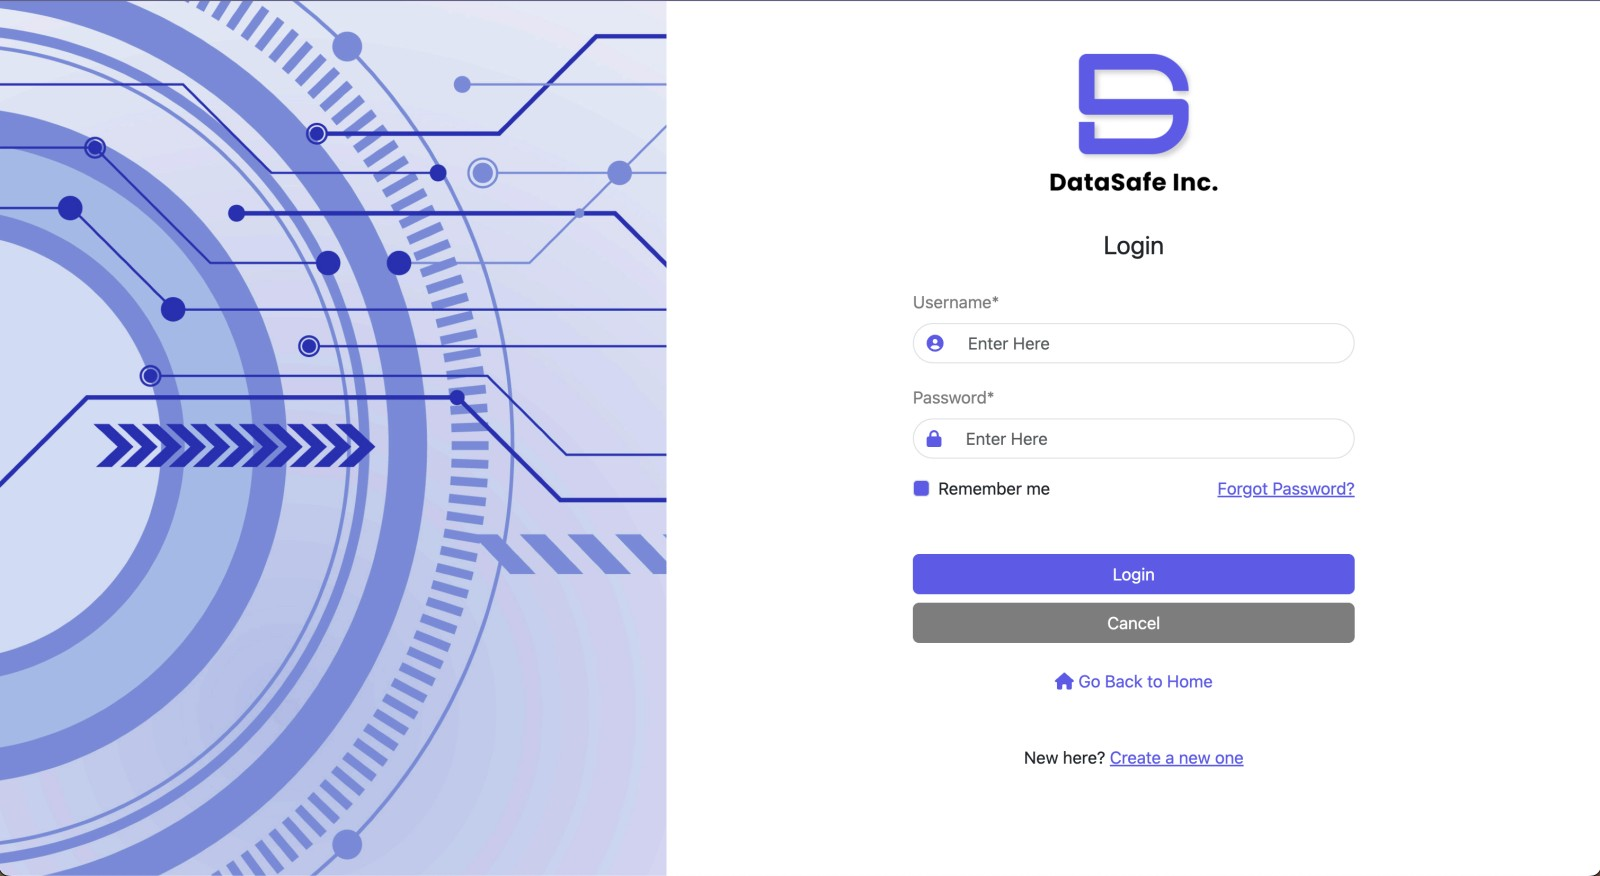 DataSafe Inc.
Login
Username*
Enter Here
Password*
Enter Here
Remember me Forgot Password?
Login
Cancel
Go Back to Home
New here? Create a new one